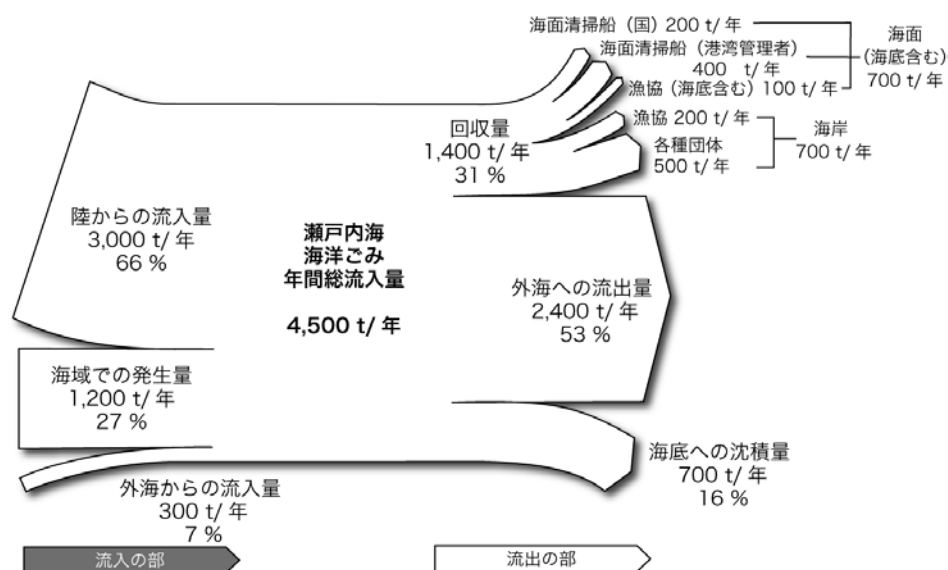 海面清掃船（国）200 t/ 年
海面清掃船（港湾管理者）
400 t/ 年
漁協（海底含む）100 t/ 年
海面
（海底含む）
700 t/ 年
漁協 200 t/ 年
各種団体
500 t/ 年
海岸
700 t/ 年
回収量
1,400 t/ 年
31 %
陸からの流入量
3,000 t/ 年
66 %
瀬戸内海
海洋ごみ
年間総流入量
4,500 t/ 年
外海への流出量
2,400 t/ 年
53 %
海域での発生量
1,200 t/ 年
27 %
海底への沈積量
700 t/ 年
16 %
外海からの流入量
300 t/ 年
7 %
流入の部
流出の部